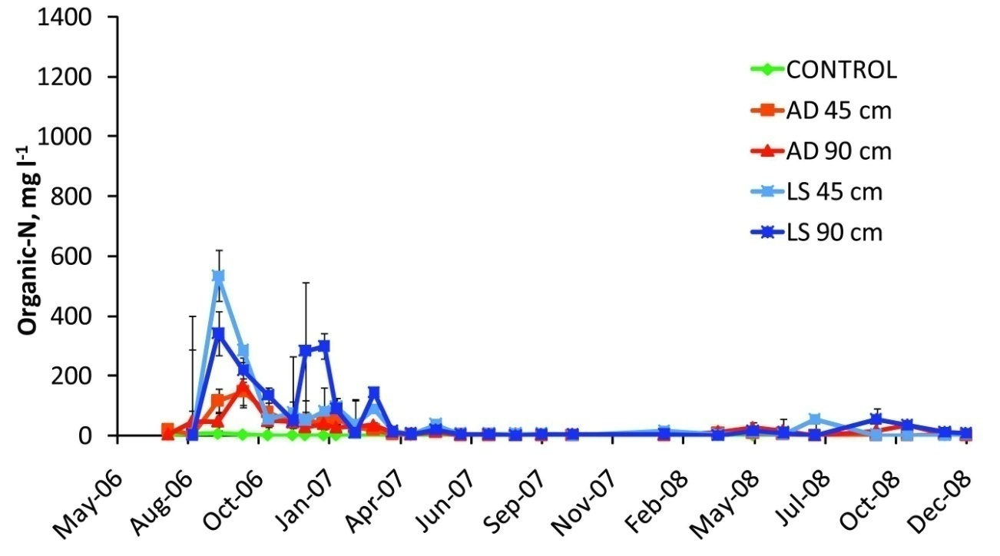 Organic-N, mg l-1
1400
1200
1000
800
600
400
200
0
CONTROL
AD 45 cm
AD 90 cm
LS 45 cm
LS 90 cm
May-06
Aug-06
Oct-06
Jan-07
Apr-07
Jun-07
Sep-07
Nov-07
Feb-08
May-08
Jul-08
Oct-08
Dec-08